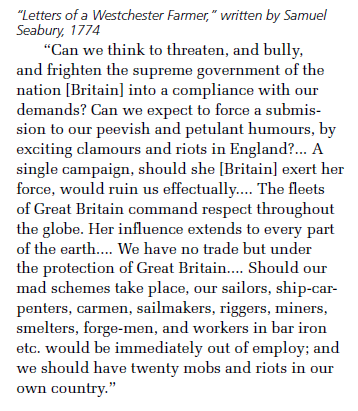 “Letters of a Westchester Farmer,” written by Samuel
Seabury, 1774
“Can we think to threaten, and bully,
and frighten the supreme government of the
nation [Britain] into a compliance with our
demands? Can we expect to force a submis-
sion to our peevish and petulant humours, by
exciting clamours and riots in England?... A
single campaign, should she [Britain] exert her
force, would ruin us effectually.... The fleets
of Great Britain command respect throughout
the globe. Her influence extends to every part
of the earth.... We have no trade but under
the protection of Great Britain.... Should our
mad schemes take place, our sailors, ship-car-
penters, carmen, sailmakers, riggers, miners,
smelters, forge-men, and workers in bar iron
etc. would be immediately out of employ; and
we should have twenty mobs and riots in our
own country.”